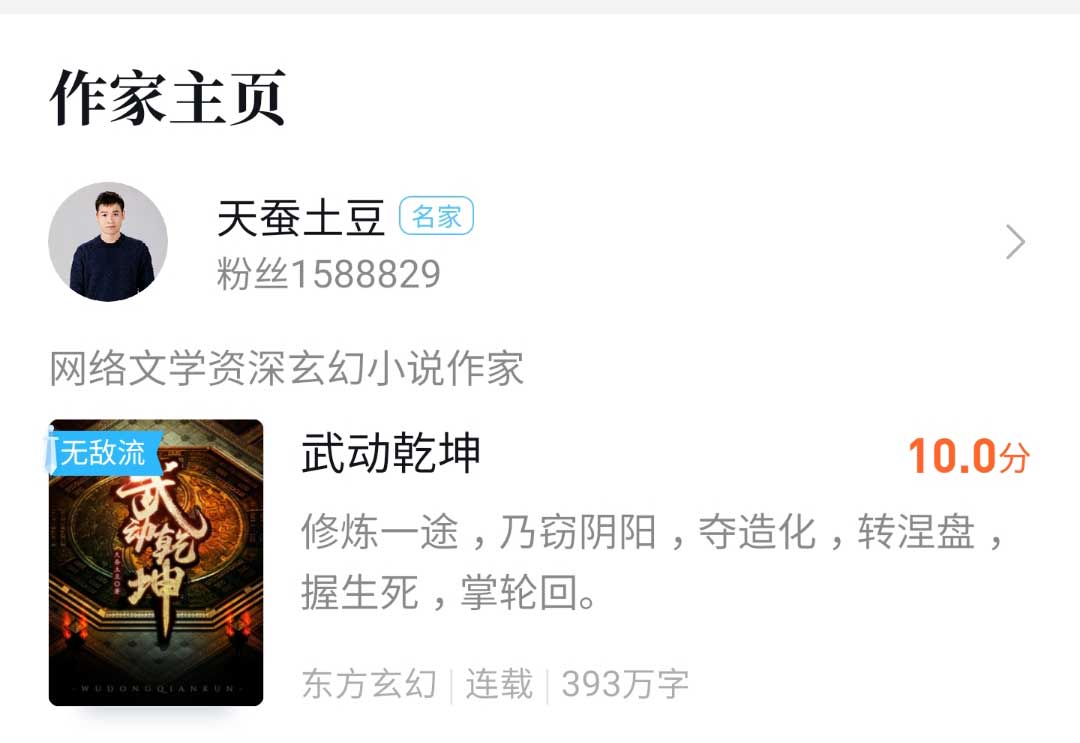 作家主页
天蚕土豆 名家
粉丝1588829
网络文学资深玄幻小说作家
无敌流
武动乾坤
天蚕土豆◎著
-WUDONGQIANKUN-
武动乾坤 10.0分
修炼一途，乃窃阴阳，夺造化，转涅盘，
握生死，掌轮回。
东方玄幻 | 连载 | 393万字